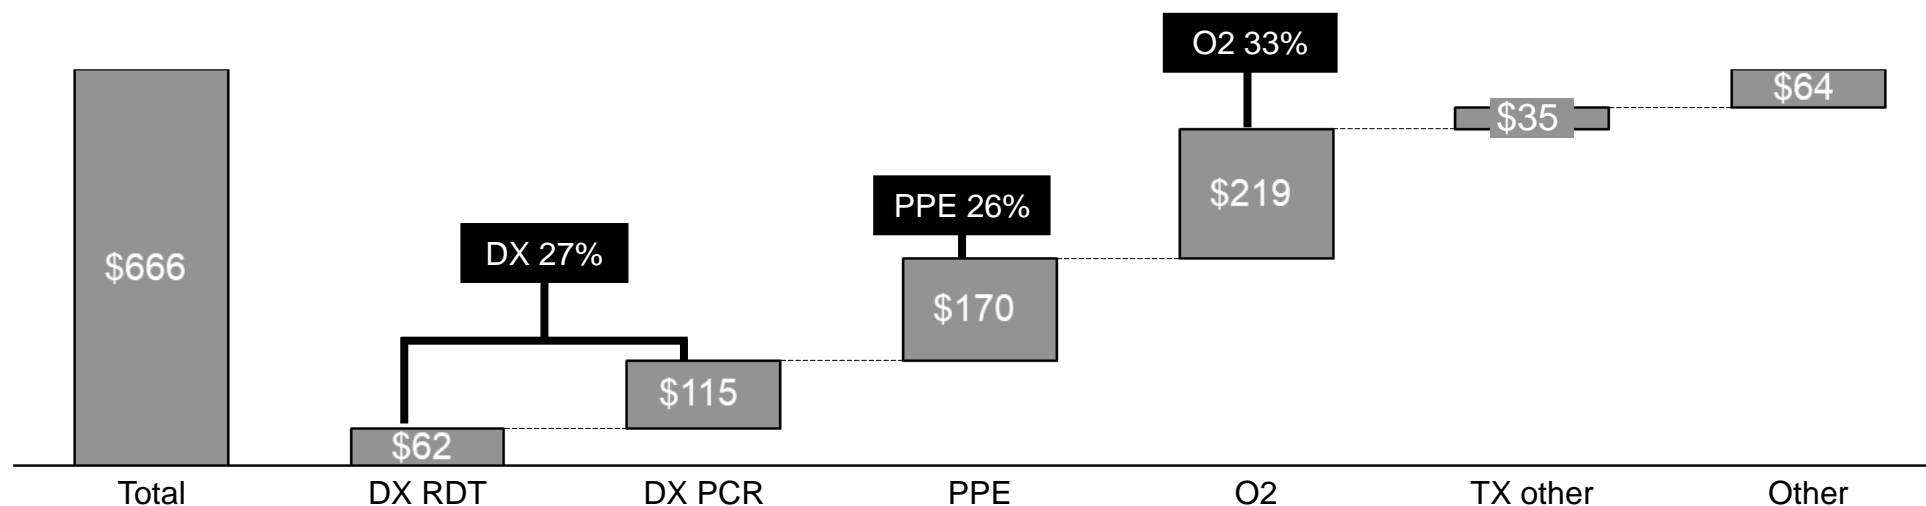 O2 33%
$64
$35
PPE 26%
$219
DX 27%
$666
$170
$115
$62
Total
DX RDT
DX PCR
PPE
O2
TX other
Other